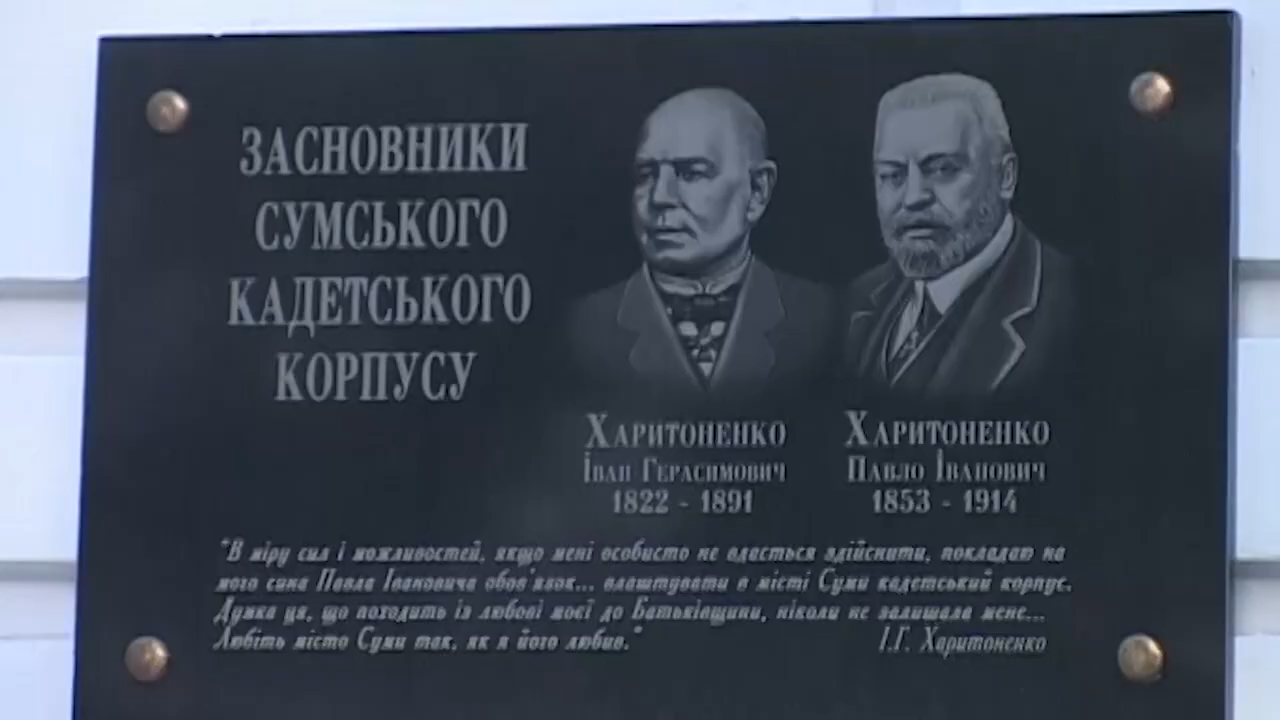 ЗАСНОВНИКИ
СУМСЬКОГО
КАДЕТСЬКОГО
КОРПУСУ
ХАРИТОНЕНКО
ІВАН ГЕРАСИМОВИЧ
1822 - 1891
ХАРИТОНЕНКО
ПАВЛО ІВАНОВИЧ
1853 - 1914
"В міру сил і можливостей, якщо мені особисто не вдасться здійснити, покладаю на
мого сина Павла Івановича обов'язок... влаштувати в місті Суми кадетський корпус.
Думка ця, що походить із любові моєї до Батьківщини, ніколи не залишала мене...
Любіть місто Суми так, як я його любив."
І.Г. Харитоненко